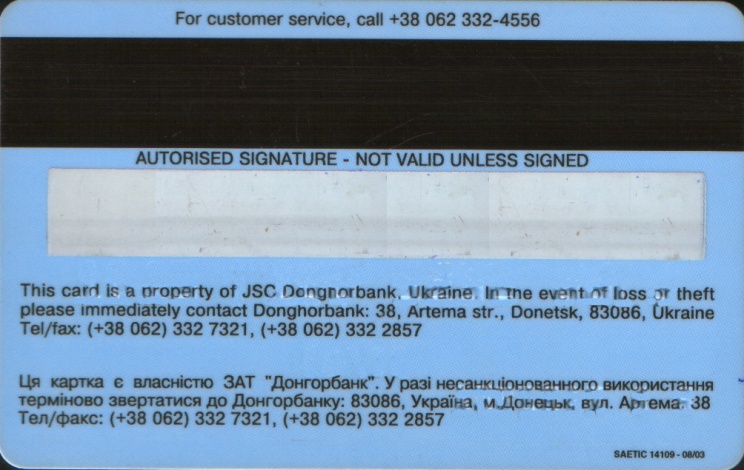 For customer service, call +38 062 332-4556
AUTORISED SIGNATURE - NOT VALID UNLESS SIGNED
This card is a property of JSC Donghorbank, Ukraine. In the event of loss or theft
please immediately contact Donghorbank: 38, Artema str., Donetsk, 83086, Ukraine
Tel/fax: (+38 062) 332 7321, (+38 062) 332 2857
Ця картка є власністю ЗАТ "Донгорбанк". У разі несанкціонованного використання
терміново звертатися до Донгорбанку: 83086, Україна, м.Донецьк, вул. Артема. 38
Тел/факс: (+38 062) 332 7321, (+38 062) 332 2857
SAETIC 14109 - 08/03